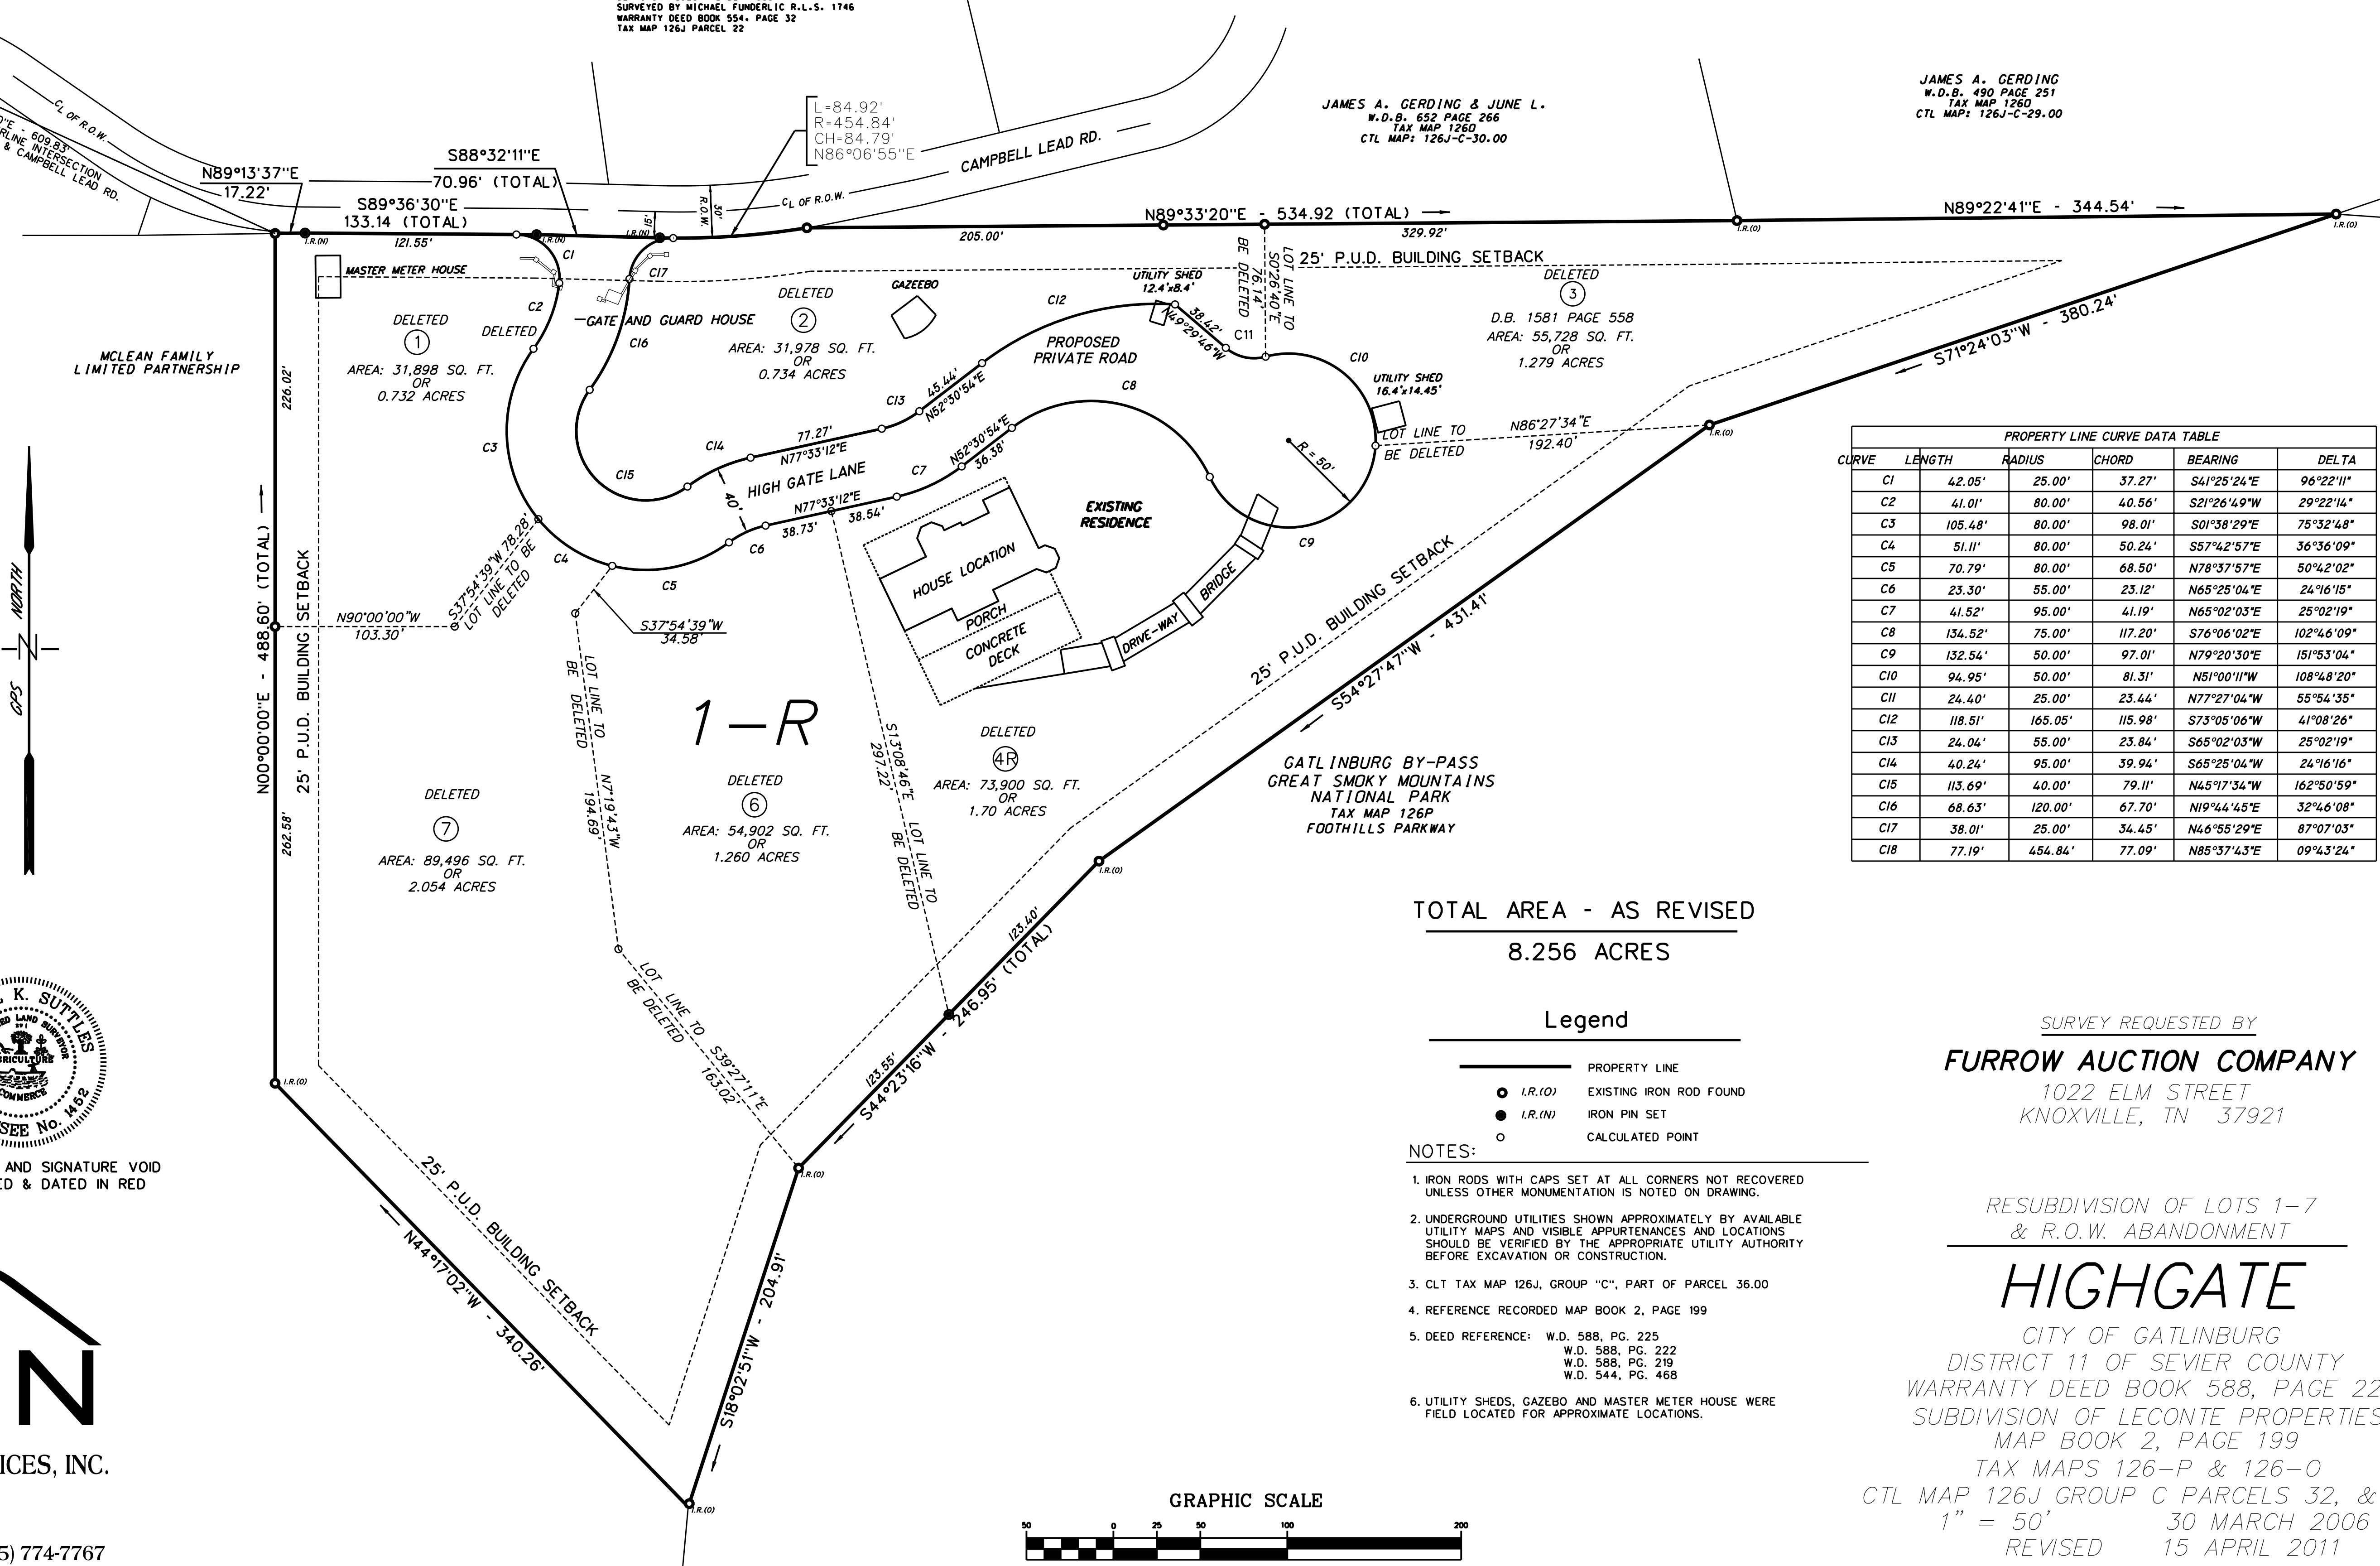 SURVEYED BY MICHAEL FUNDERLIC R.L.S. 1746
WARRANTY DEED BOOK 554. PAGE 32
TAX MAP 126J PARCEL 22
C L OF R.O.W.
"E - 609.83'
RLINE INTERSECTION
& CAMPBELL LEAD RD.
N89°13'37"E
17.22'
S88°32'11"E
70.96' (TOTAL)
S89°36'30"E
133.14 (TOTAL)
121.55'
I.R.(N)
I.R.(N)
I.R.(N)
L=84.92'
R=454.84'
CH=84.79'
N86°06'55"E
30'
R.O.W.
15'
C L OF R.O.W.
CAMPBELL LEAD RD.
JAMES A. GERDING & JUNE L.
W.D.B. 652 PAGE 266
TAX MAP 126O
CTL MAP: 126J-C-30.00
JAMES A. GERDING
W.D.B. 490 PAGE 251
TAX MAP 126O
CTL MAP: 126J-C-29.00
205.00'
N89°33'20"E - 534.92 (TOTAL)
329.92'
I.R.(O)
N89°22'41"E - 344.54'
I.R.(O)
MASTER METER HOUSE
25' P.U.D. BUILDING SETBACK
LOT LINE TO
S0°26'40"E
76.14'
BE DELETED
C1
C2
C17
C16
DELETED
1
AREA: 31,898 SQ. FT.
OR
0.732 ACRES
DELETED
GATE AND GUARD HOUSE
DELETED
2
AREA: 31,978 SQ. FT.
OR
0.734 ACRES
GAZEEBO
UTILITY SHED
12.4'x8.4'
C12
38.42'
N49°29'46"W
C11
C10
PROPOSED
PRIVATE ROAD
C8
DELETED
3
D.B. 1581 PAGE 558
AREA: 55,728 SQ. FT.
OR
1.279 ACRES
UTILITY SHED
16.4'x14.45'
S71°24'03"W - 380.24'
MCLEAN FAMILY
LIMITED PARTNERSHIP
226.02'
N00°00'00"E - 488.60' (TOTAL)
25' P.U.D. BUILDING SETBACK
262.58'
NORTH
N
GPS
C3
C4
C5
C6
C7
C13
C14
C15
45.44'
N52°30'54"E
77.27'
N77°33'12"E
HIGH GATE LANE
40'
N77°33'12"E
38.73'
38.54'
N52°30'54"E
36.38'
R = 50'
C9
LOT LINE TO
BE DELETED
N86°27'34"E
192.40'
I.R.(O)
EXISTING
RESIDENCE
HOUSE LOCATION
PORCH
CONCRETE
DECK
DRIVE-WAY
BRIDGE
S37°54'39"W 78.28'
LOT LINE TO BE
DELETED
N90°00'00"W
103.30'
S37°54'39"W
34.58'
LOT LINE TO
BE DELETED
N7°19'43"W
194.69'
1-R
S13°08'46"E
297.22'
LOT LINE TO
BE DELETED
25' P.U.D. BUILDING SETBACK
S54°27'47"W - 431.41'
DELETED
4R
AREA: 73,900 SQ. FT.
OR
1.70 ACRES
DELETED
6
AREA: 54,902 SQ. FT.
OR
1.260 ACRES
DELETED
7
AREA: 89,496 SQ. FT.
OR
2.054 ACRES
GATLINBURG BY-PASS
GREAT SMOKY MOUNTAINS
NATIONAL PARK
TAX MAP 126P
FOOTHILLS PARKWAY
I.R.(O)
123.40'
S44°23'16"W - 246.95' (TOTAL)
123.55'
LOT LINE TO
BE DELETED
S39°27'11"E
163.02'
I.R.(O)
I.R.(O)
25' P.U.D. BUILDING SETBACK
N44°17'02"W - 340.26'
S18°02'51"W - 204.91'
I.R.(O)
PROPERTY LINE CURVE DATA TABLE
CURVE LENGTH RADIUS CHORD BEARING DELTA
C1 42.05' 25.00' 37.27' S41°25'24"E 96°22'11"
C2 41.01' 80.00' 40.56' S21°26'49"W 29°22'14"
C3 105.48' 80.00' 98.01' S01°38'29"E 75°32'48"
C4 51.11' 80.00' 50.24' S57°42'57"E 36°36'09"
C5 70.79' 80.00' 68.50' N78°37'57"E 50°42'02"
C6 23.30' 55.00' 23.12' N65°25'04"E 24°16'15"
C7 41.52' 95.00' 41.19' N65°02'03"E 25°02'19"
C8 134.52' 75.00' 117.20' S76°06'02"E 102°46'09"
C9 132.54' 50.00' 97.01' N79°20'30"E 151°53'04"
C10 94.95' 50.00' 81.31' N51°00'11"W 108°48'20"
C11 24.40' 25.00' 23.44' N77°27'04"W 55°54'35"
C12 118.51' 165.05' 115.98' S73°05'06"W 41°08'26"
C13 24.04' 55.00' 23.84' S65°02'03"W 25°02'19"
C14 40.24' 95.00' 39.94' S65°25'04"W 24°16'16"
C15 113.69' 40.00' 79.11' N45°17'34"W 162°50'59"
C16 68.63' 120.00' 67.70' N19°44'45"E 32°46'08"
C17 38.01' 25.00' 34.45' N46°55'29"E 87°07'03"
C18 77.19' 454.84' 77.09' N85°37'43"E 09°43'24"
TOTAL AREA - AS REVISED
8.256 ACRES
Legend
PROPERTY LINE
I.R.(O) EXISTING IRON ROD FOUND
I.R.(N) IRON PIN SET
CALCULATED POINT
NOTES:
1. IRON RODS WITH CAPS SET AT ALL CORNERS NOT RECOVERED
UNLESS OTHER MONUMENTATION IS NOTED ON DRAWING.
2. UNDERGROUND UTILITIES SHOWN APPROXIMATELY BY AVAILABLE
UTILITY MAPS AND VISIBLE APPURTENANCES AND LOCATIONS
SHOULD BE VERIFIED BY THE APPROPRIATE UTILITY AUTHORITY
BEFORE EXCAVATION OR CONSTRUCTION.
3. CLT TAX MAP 126J, GROUP "C", PART OF PARCEL 36.00
4. REFERENCE RECORDED MAP BOOK 2, PAGE 199
5. DEED REFERENCE: W.D. 588, PG. 225
W.D. 588, PG. 222
W.D. 588, PG. 219
W.D. 544, PG. 468
6. UTILITY SHEDS, GAZEBO AND MASTER METER HOUSE WERE
FIELD LOCATED FOR APPROXIMATE LOCATIONS.
SURVEY REQUESTED BY
FURROW AUCTION COMPANY
1022 ELM STREET
KNOXVILLE, TN 37921
RESUBDIVISION OF LOTS 1-7
& R.O.W. ABANDONMENT
HIGHGATE
CITY OF GATLINBURG
DISTRICT 11 OF SEVIER COUNTY
WARRANTY DEED BOOK 588, PAGE 22
SUBDIVISION OF LECONTE PROPERTIES
MAP BOOK 2, PAGE 199
TAX MAPS 126-P & 126-O
CTL MAP 126J GROUP C PARCELS 32, &
1" = 50' 30 MARCH 2006
REVISED 15 APRIL 2011
K. SUTTLES
LAND SURVEYOR
COMMERCE
SEE No. 1452
AND SIGNATURE VOID
ED & DATED IN RED
N
ICES, INC.
5) 774-7767
GRAPHIC SCALE
50 0 25 50 100 200